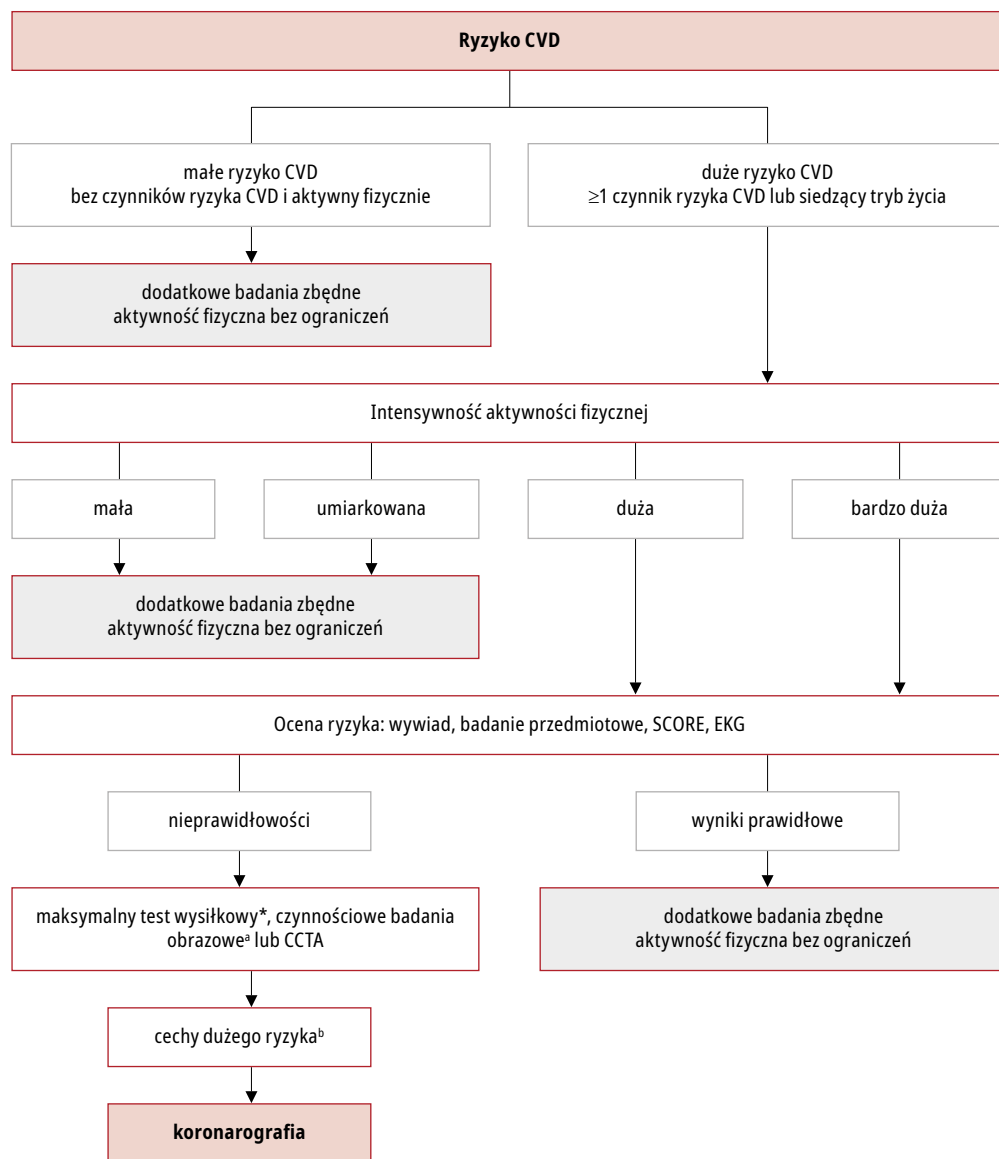 Ryzyko CVD
małe ryzyko CVD
bez czynników ryzyka CVD i aktywny fizycznie
duże ryzyko CVD
≥1 czynnik ryzyka CVD lub siedzący tryb życia
dodatkowe badania zbędne
aktywność fizyczna bez ograniczeń
Intensywność aktywności fizycznej
mała
umiarkowana
duża
bardzo duża
dodatkowe badania zbędne
aktywność fizyczna bez ograniczeń
Ocena ryzyka: wywiad, badanie przedmiotowe, SCORE, EKG
nieprawidłowości
wyniki prawidłowe
maksymalny test wysiłkowy*, czynnościowe badania
obrazoweᵃ lub CCTA
dodatkowe badania zbędne
aktywność fizyczna bez ograniczeń
cechy dużego ryzykaᵇ
koronarografia